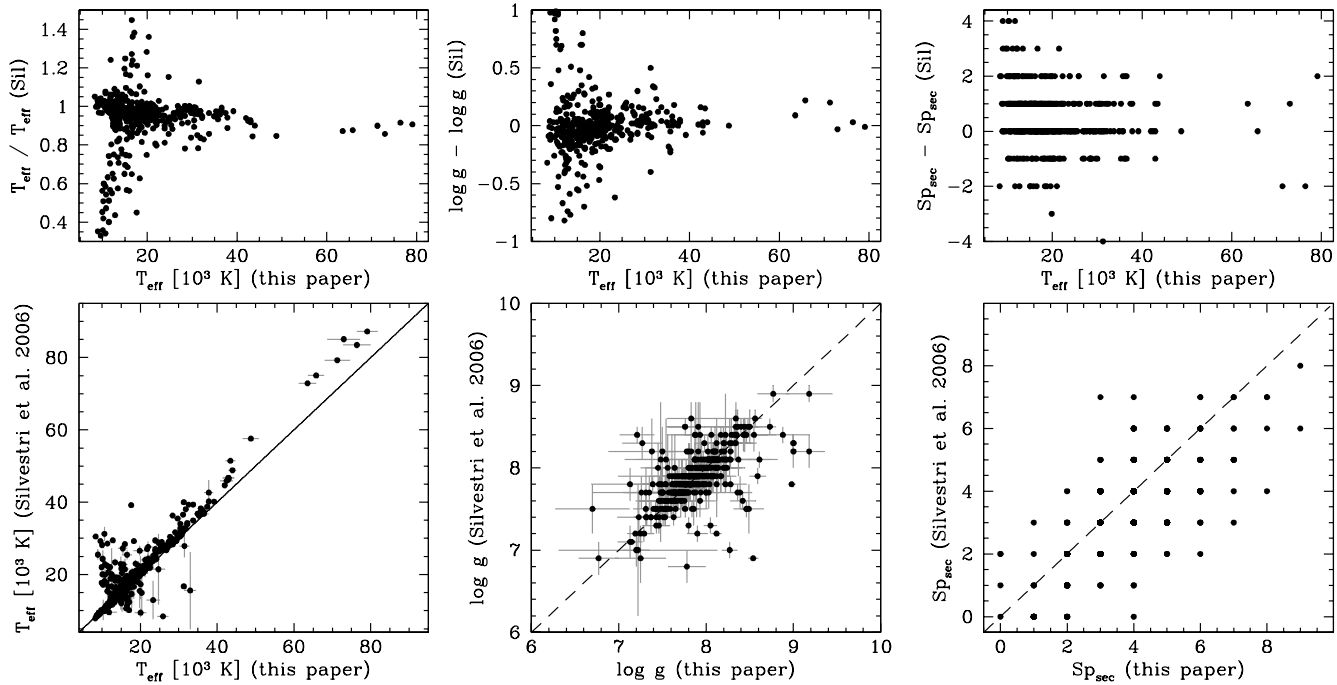 T_eff / T_eff (Sil)
1.4
1.2
1
0.8
0.6
0.4
20 40 60 80
T_eff [10³ K] (this paper)
log g − log g (Sil)
1
0.5
0
−0.5
−1
20 40 60 80
T_eff [10³ K] (this paper)
Sp_sec − Sp_sec (Sil)
4
2
0
−2
−4
20 40 60 80
T_eff [10³ K] (this paper)
T_eff [10³ K] (Silvestri et al. 2006)
80
60
40
20
20 40 60 80
T_eff [10³ K] (this paper)
log g (Silvestri et al. 2006)
10
9
8
7
6
6 7 8 9 10
log g (this paper)
Sp_sec (Silvestri et al. 2006)
8
6
4
2
0
0 2 4 6 8
Sp_sec (this paper)